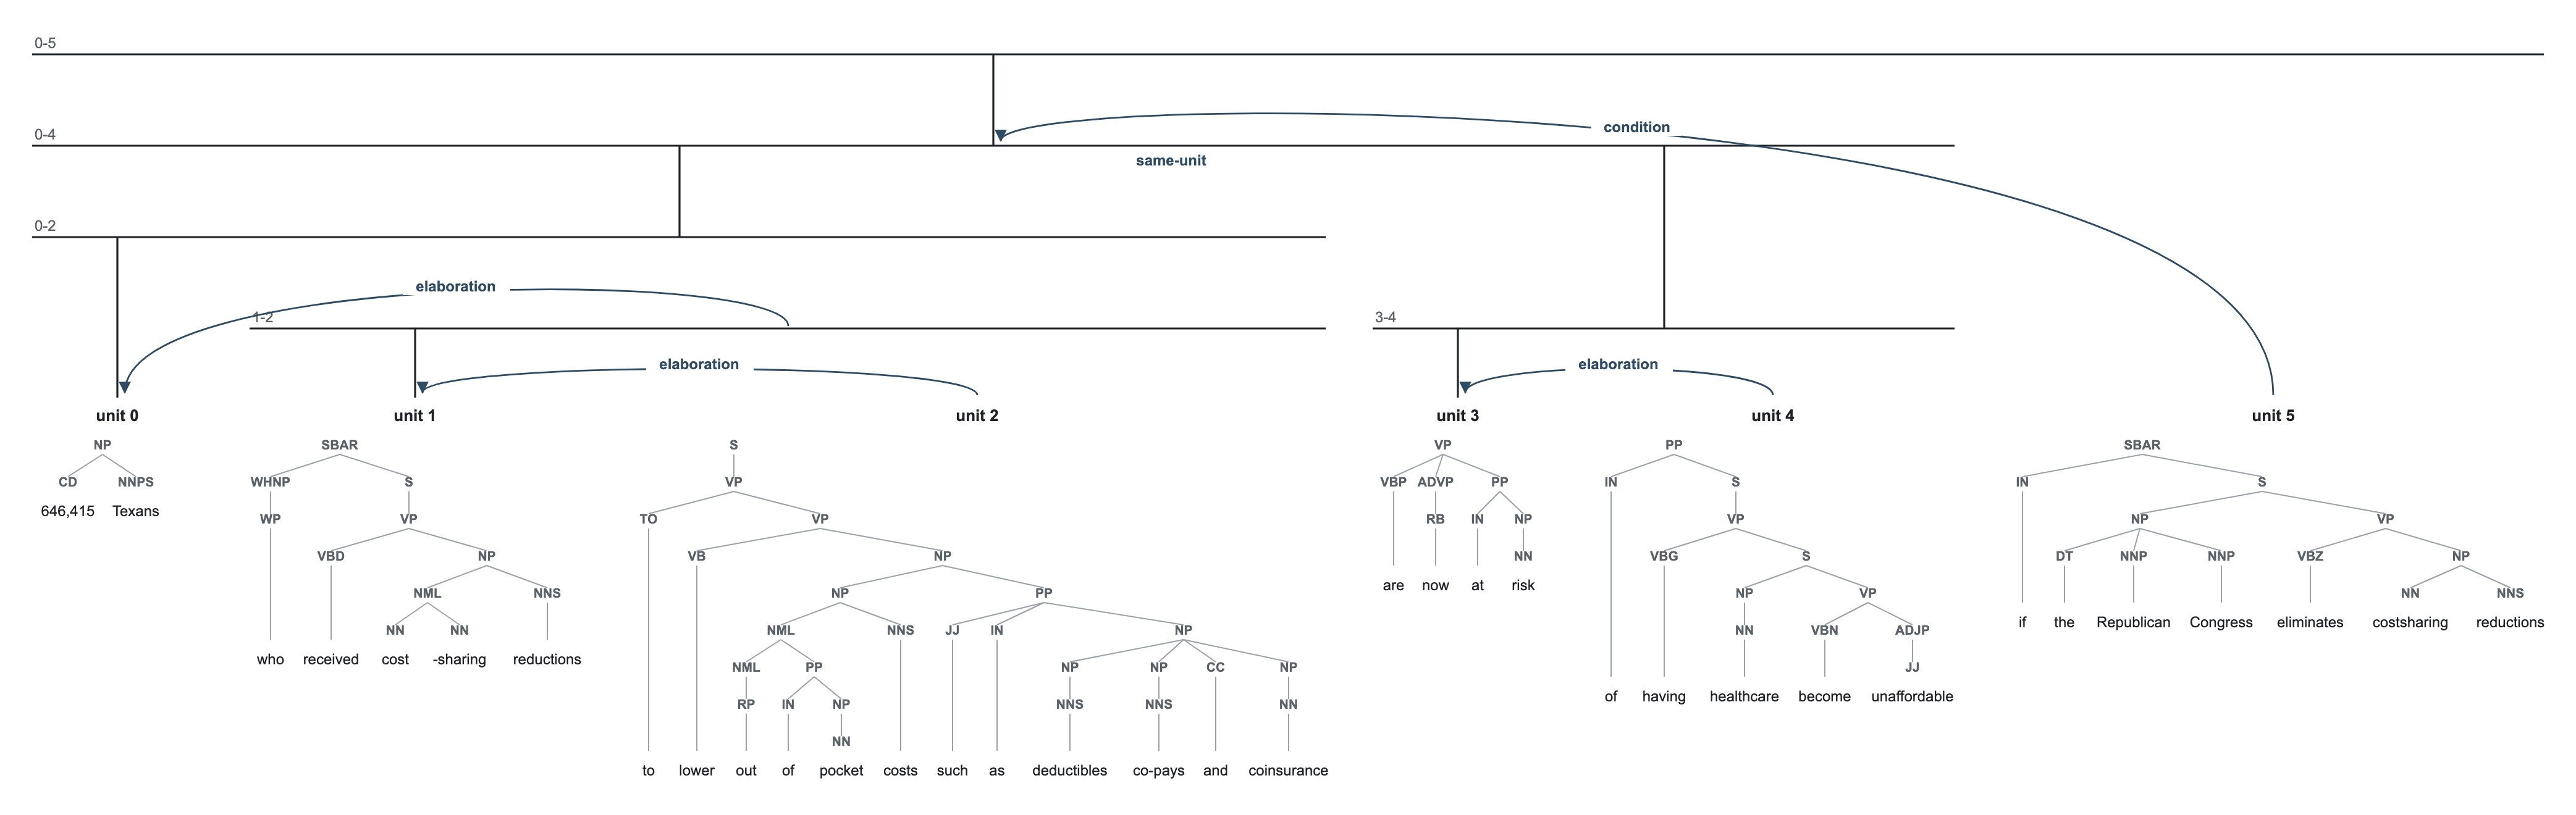 0-5
condition
0-4
same-unit
0-2
elaboration
1-2 3-4
elaboration elaboration
unit 0 unit 1 unit 2 unit 3 unit 4 unit 5
NP SBAR S VP PP SBAR
CD NNPS WHNP S VP VBP ADVP PP IN S IN S
646,415 Texans WP VP TO VP RB IN NP VP NP VP
VBD NP VB NP NN VBG S DT NNP NNP VBZ NP
are now at risk
NML NNS NP PP NP VP NN NNS
if the Republican Congress eliminates costsharing reductions
NN NN NML NNS JJ IN NP NN VBN ADJP
who received cost -sharing reductions
NML PP NP NP CC NP JJ
of having healthcare become unaffordable
RP IN NP NNS NNS NN
NN
to lower out of pocket costs such as deductibles co-pays and coinsurance